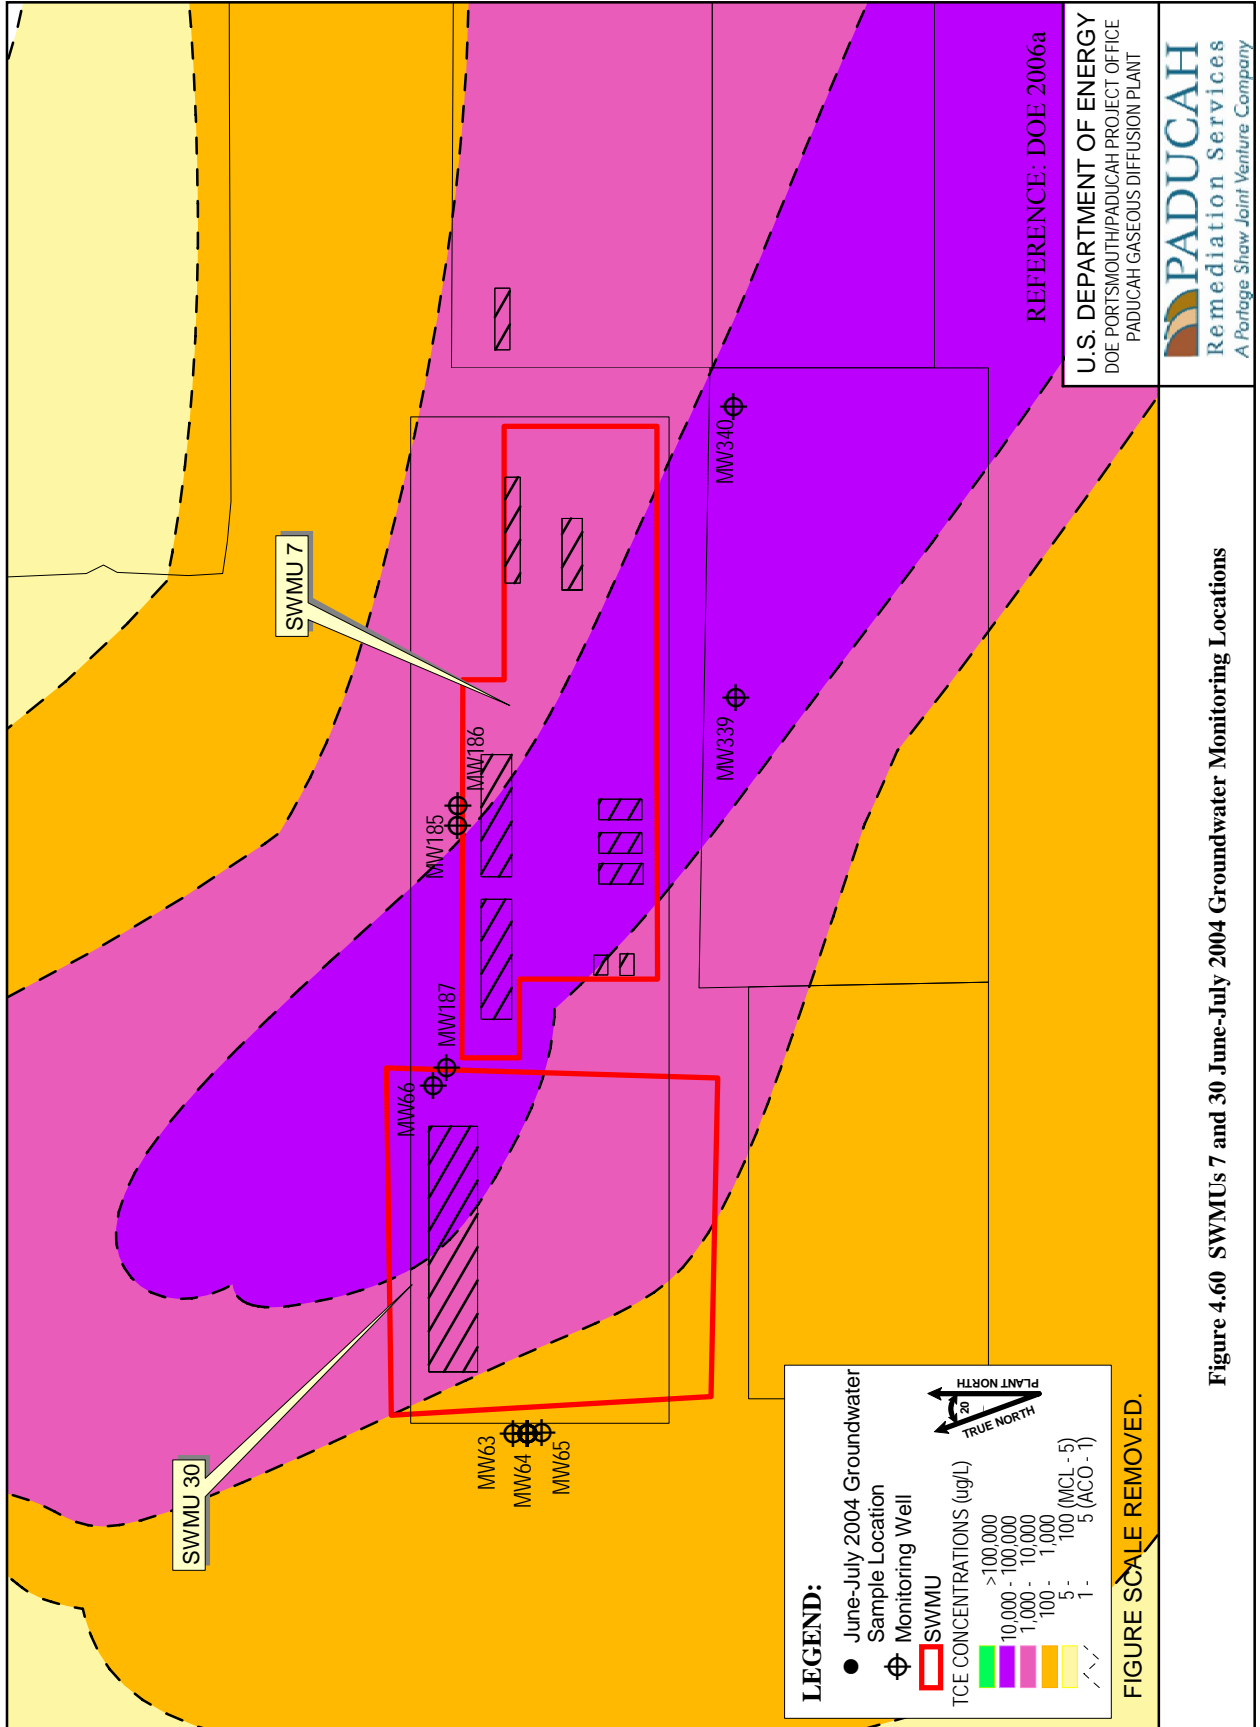 SWMU 30
SWMU 7
MW63
MW64
MW65
MW66
MW187
MW185
MW186
MW339
MW340
REFERENCE: DOE 2006a
LEGEND:
June-July 2004 Groundwater
Sample Location
Monitoring Well
SWMU
TCE CONCENTRATIONS (ug/L)
>100,000
10,000 - 100,000
1,000 - 10,000
100 - 1,000
5 - 100 (MCL - 5)
1 - 5 (ACO - 1)
20
TRUE NORTH
PLANT NORTH
FIGURE SCALE REMOVED.
U.S. DEPARTMENT OF ENERGY
DOE PORTSMOUTH/PADUCAH PROJECT OFFICE
PADUCAH GASEOUS DIFFUSION PLANT
PADUCAH
Remediation Services
A Portage Shaw Joint Venture Company
Figure 4.60 SWMUs 7 and 30 June-July 2004 Groundwater Monitoring Locations